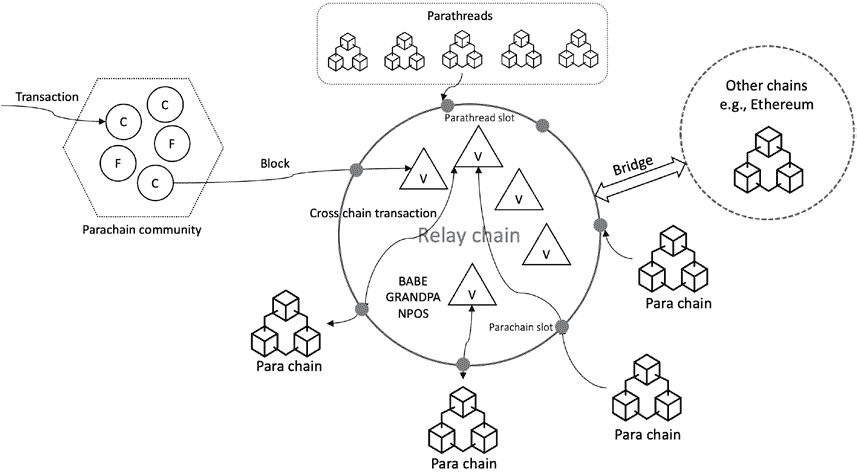 Parathreads
Transaction
C
C
F
F
C
Parachain community
Block
Parathread slot
V
V
V
V
V
Cross chain transaction
Relay chain
BABE
GRANDPA
NPOS
Parachain slot
Bridge
Other chains
e.g., Ethereum
Para chain
Para chain
Para chain
Para chain